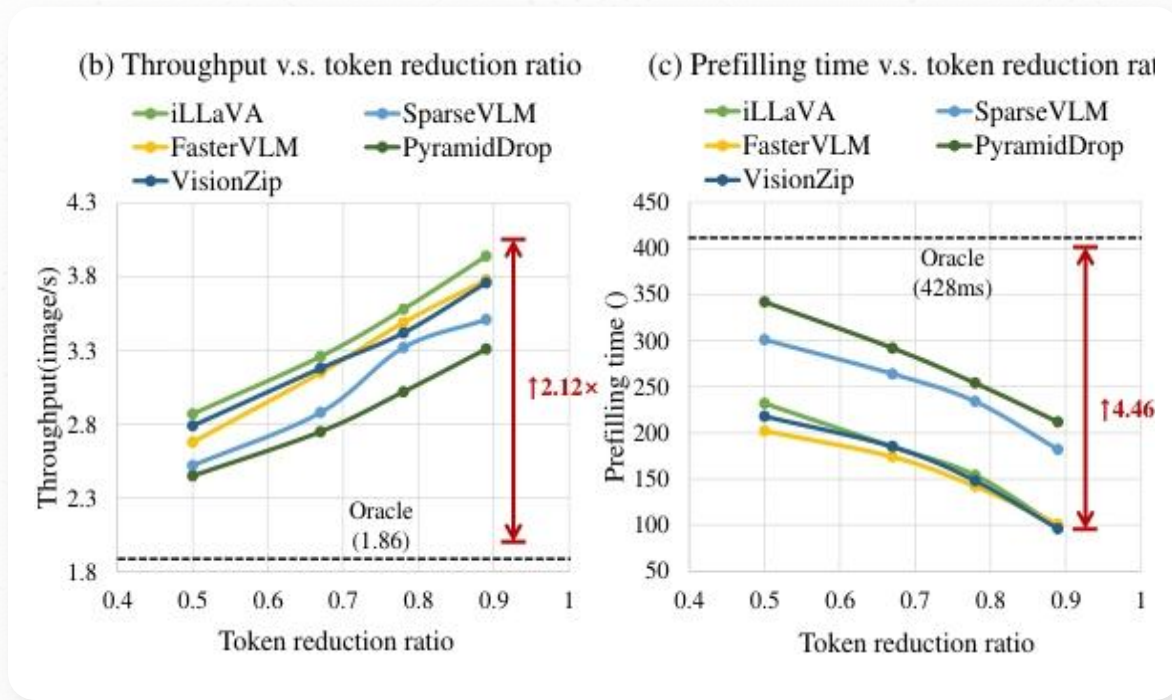 (b) Throughput v.s. token reduction ratio
iLLaVA SparseVLM
FasterVLM PyramidDrop
VisionZip
4.3
3.8
3.3
2.8
2.3
1.8
Throughput(image/s)
Oracle
(1.86)
↑2.12×
0.4 0.5 0.6 0.7 0.8 0.9 1
Token reduction ratio
(c) Prefilling time v.s. token reduction rat
iLLaVA SparseVLM
FasterVLM PyramidDrop
VisionZip
450
400
350
300
250
200
150
100
50
Prefilling time ()
Oracle
(428ms)
↑4.46
0.4 0.5 0.6 0.7 0.8 0.9 1
Token reduction ratio